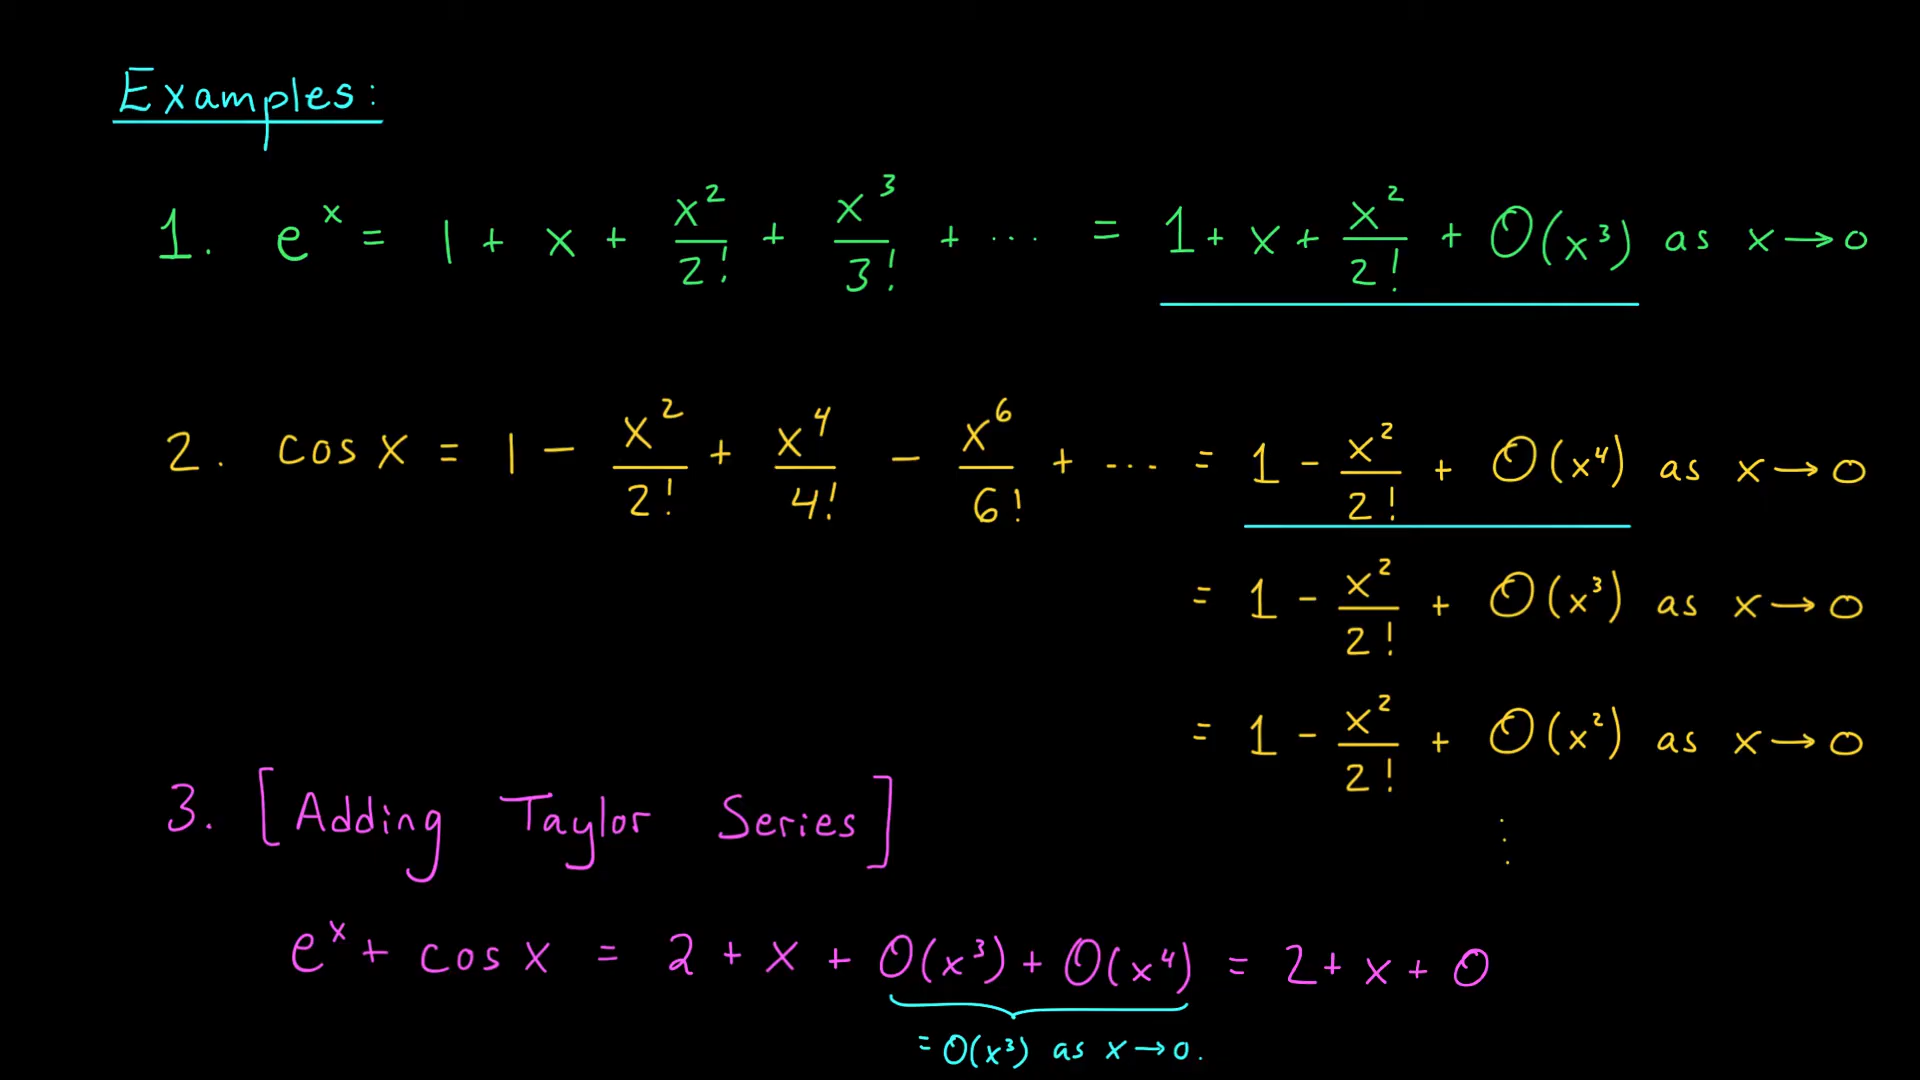 Examples:
1. e^x = 1 + x + x^2/2! + x^3/3! + ... = 1 + x + x^2/2! + O(x^3) as x → 0
2. cos x = 1 - x^2/2! + x^4/4! - x^6/6! + ... = 1 - x^2/2! + O(x^4) as x → 0
= 1 - x^2/2! + O(x^3) as x → 0
= 1 - x^2/2! + O(x^2) as x → 0
⋮
3. [Adding Taylor Series]
e^x + cos x = 2 + x + O(x^3) + O(x^4) = 2 + x + O
= O(x^3) as x → 0.